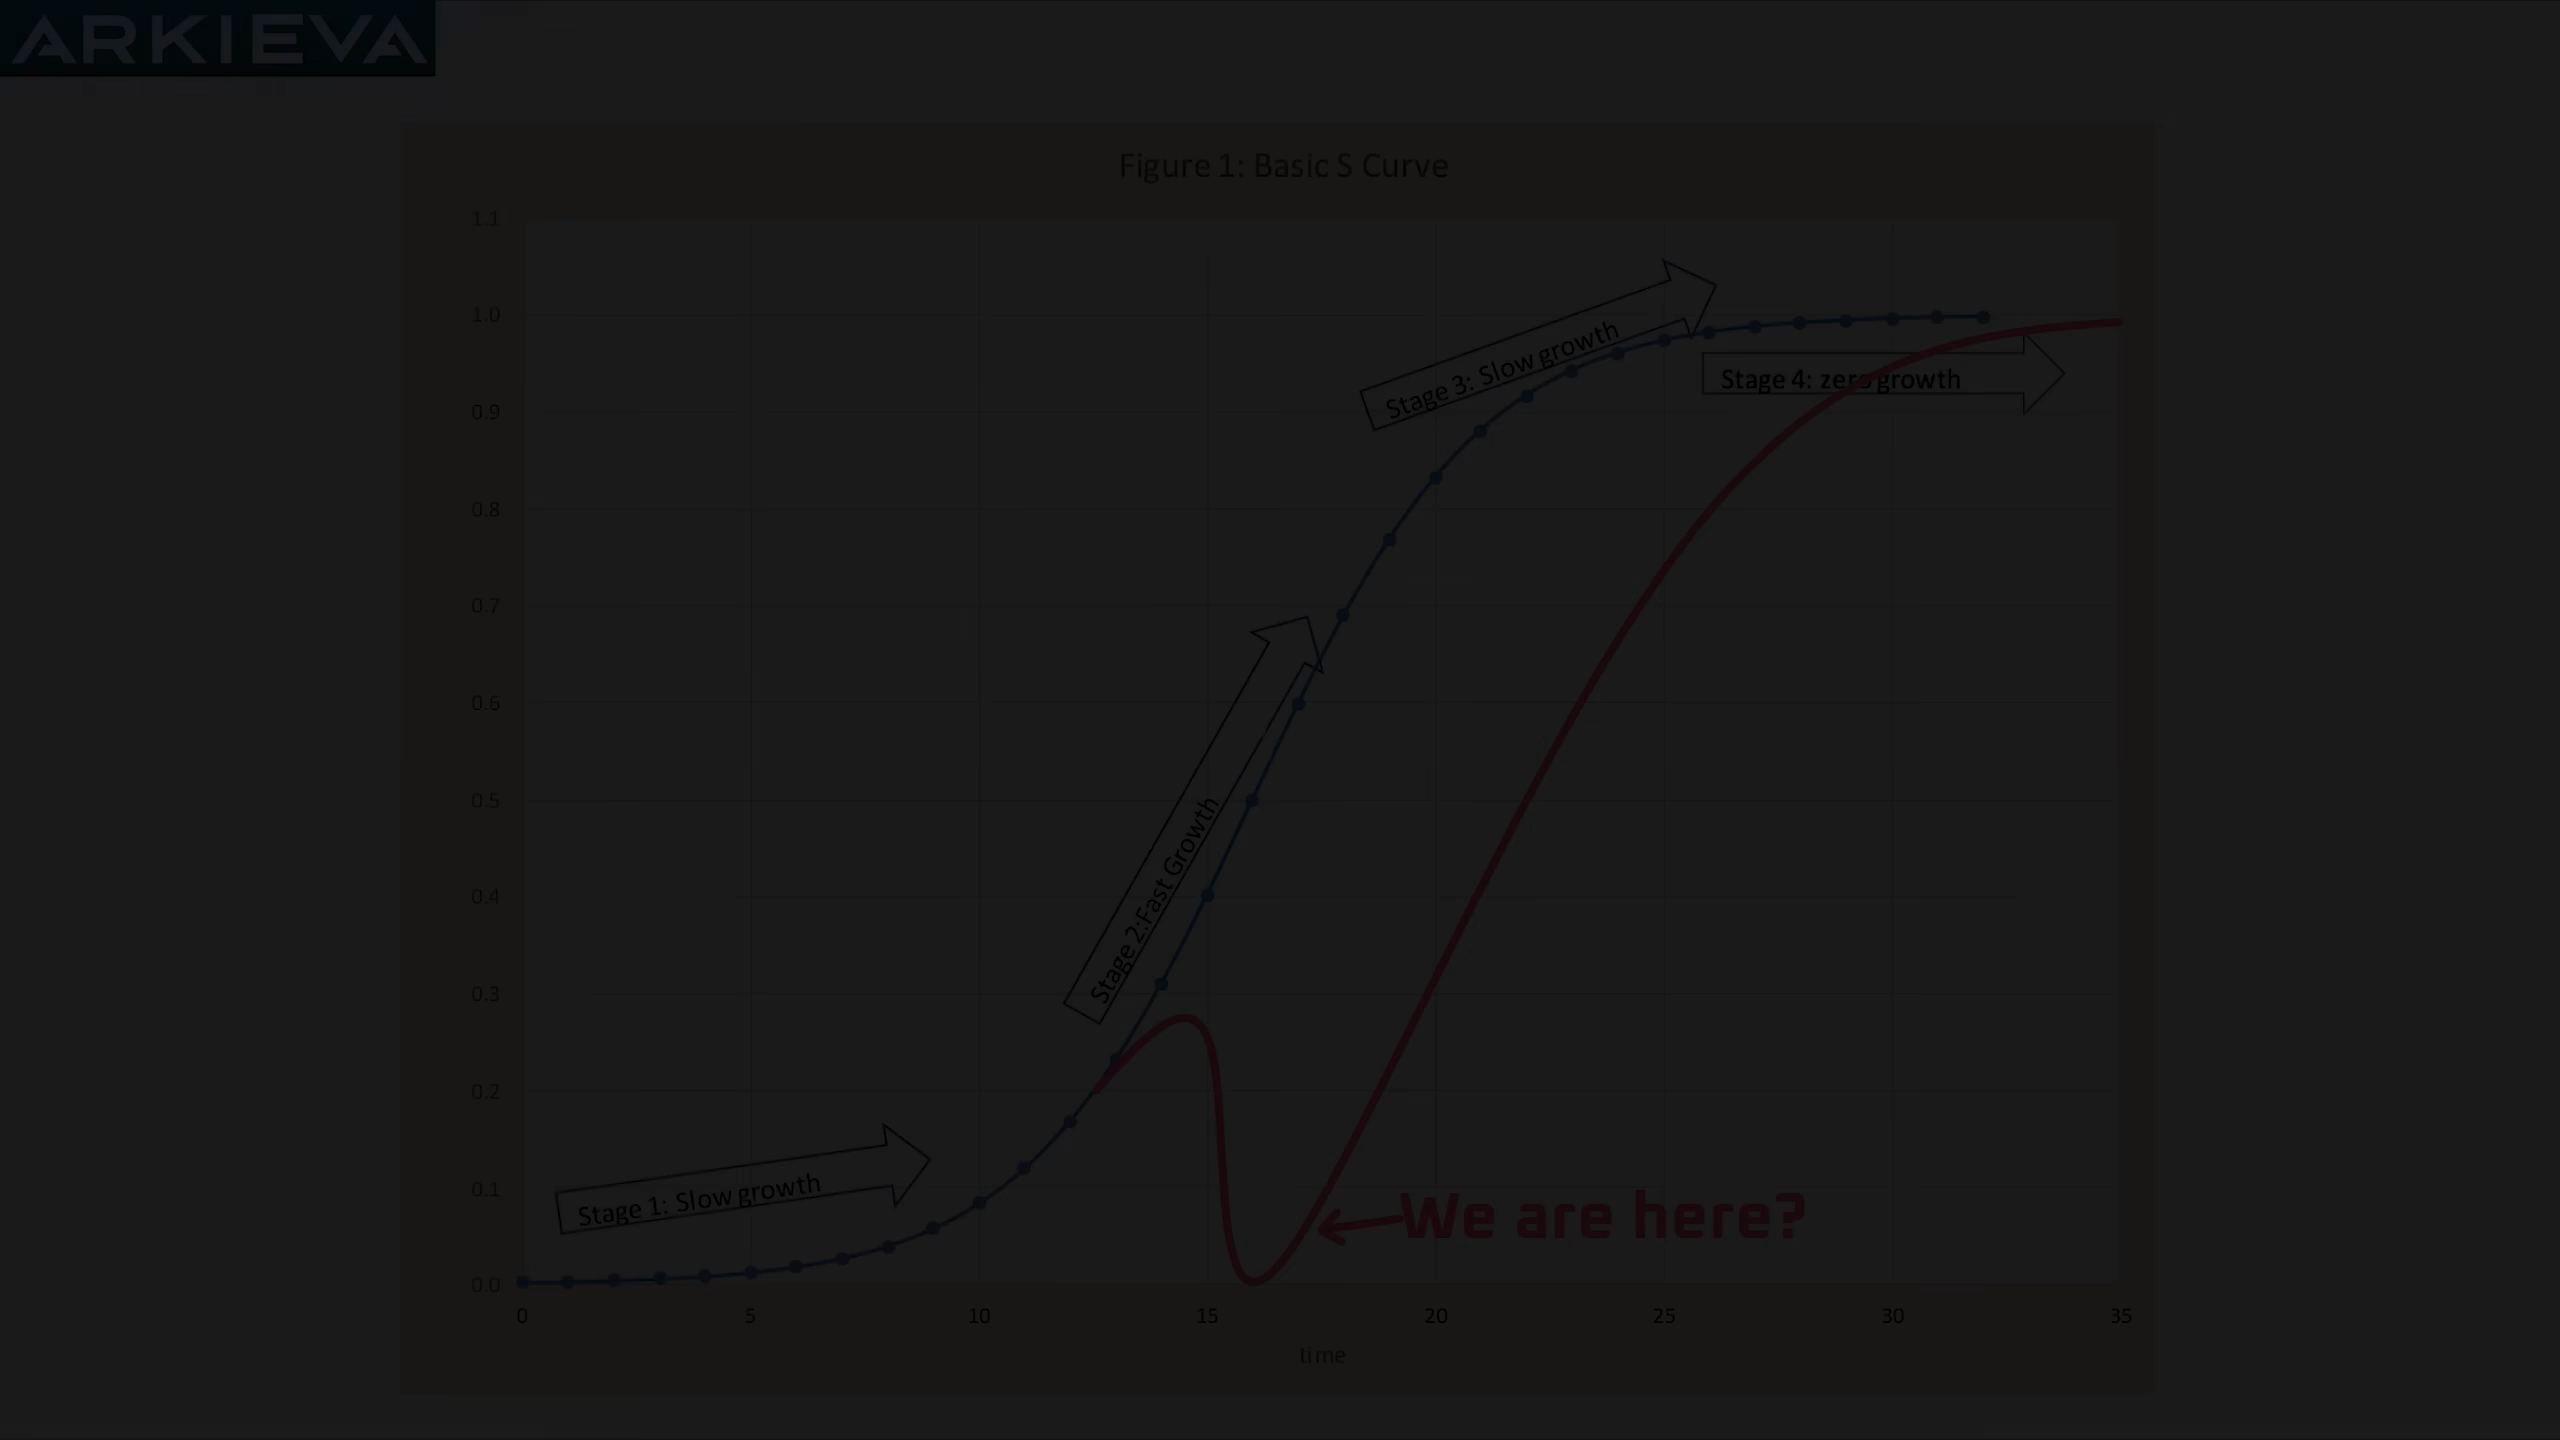 ARKIEVA
Figure 1: Basic S Curve
1.1
1.0
0.9
0.8
0.7
0.6
0.5
0.4
0.3
0.2
0.1
0.0
Stage 3: Slow growth
Stage 4: zero growth
Stage 2:Fast Growth
Stage 1: Slow growth
We are here?
0 5 10 15 20 25 30 35
time